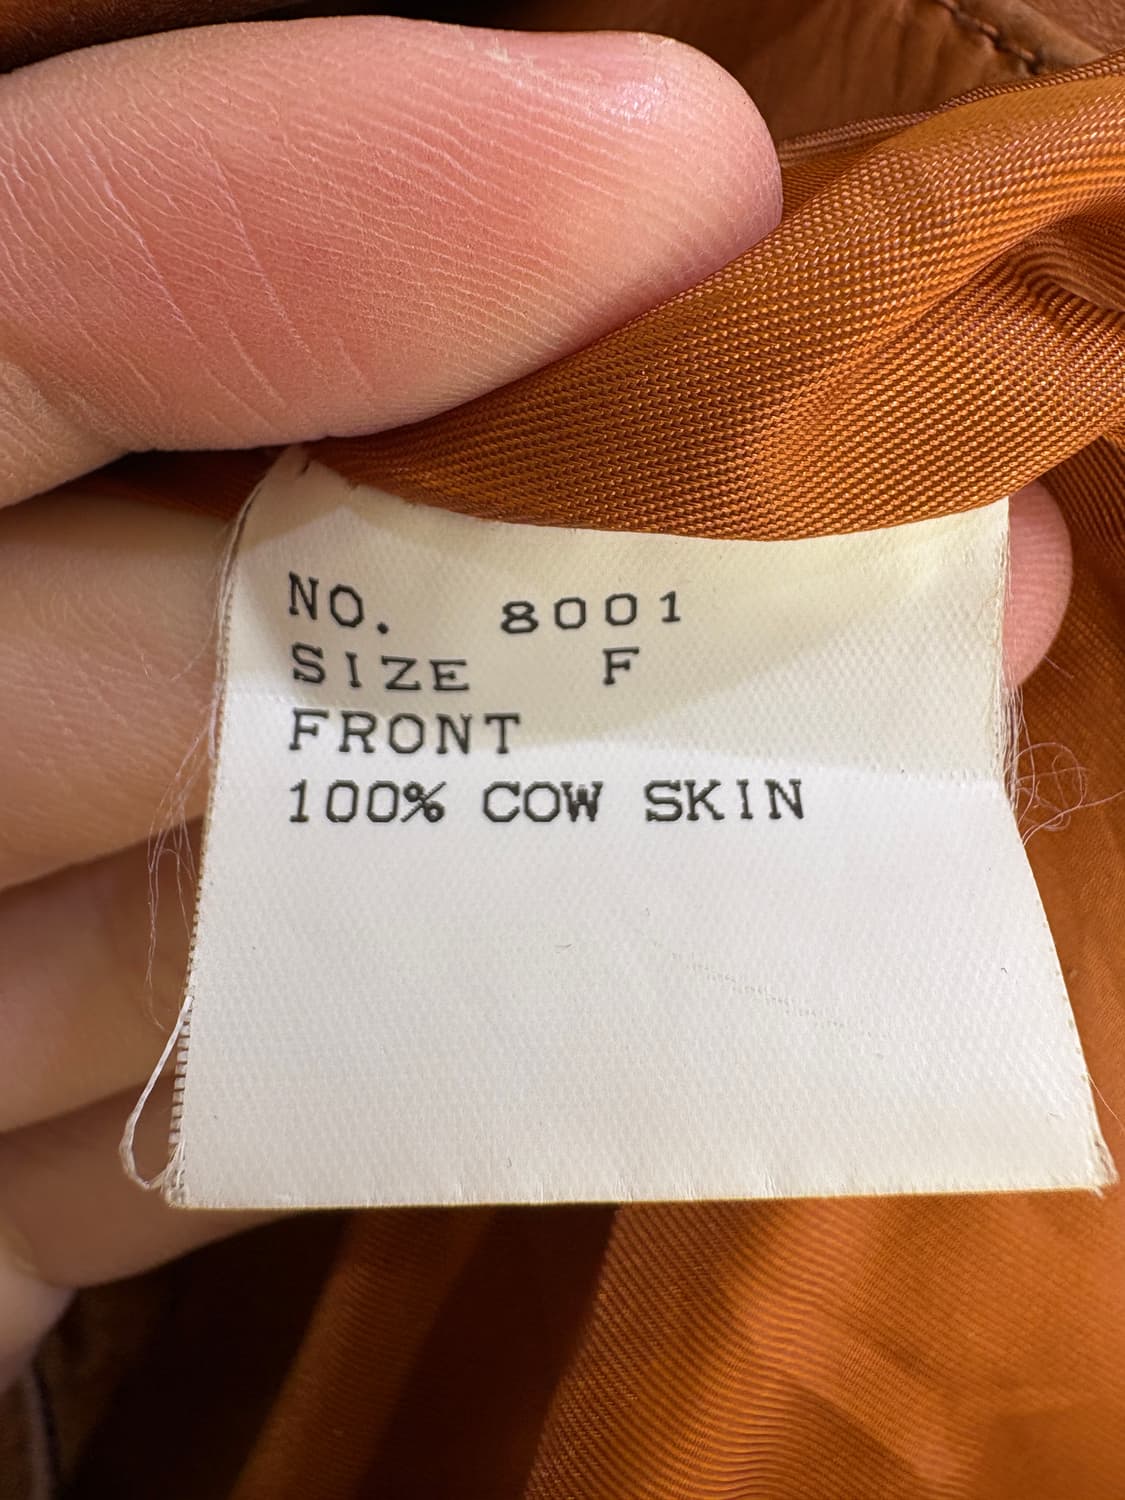 NO. 8001
SIZE F
FRONT
100% COW SKIN